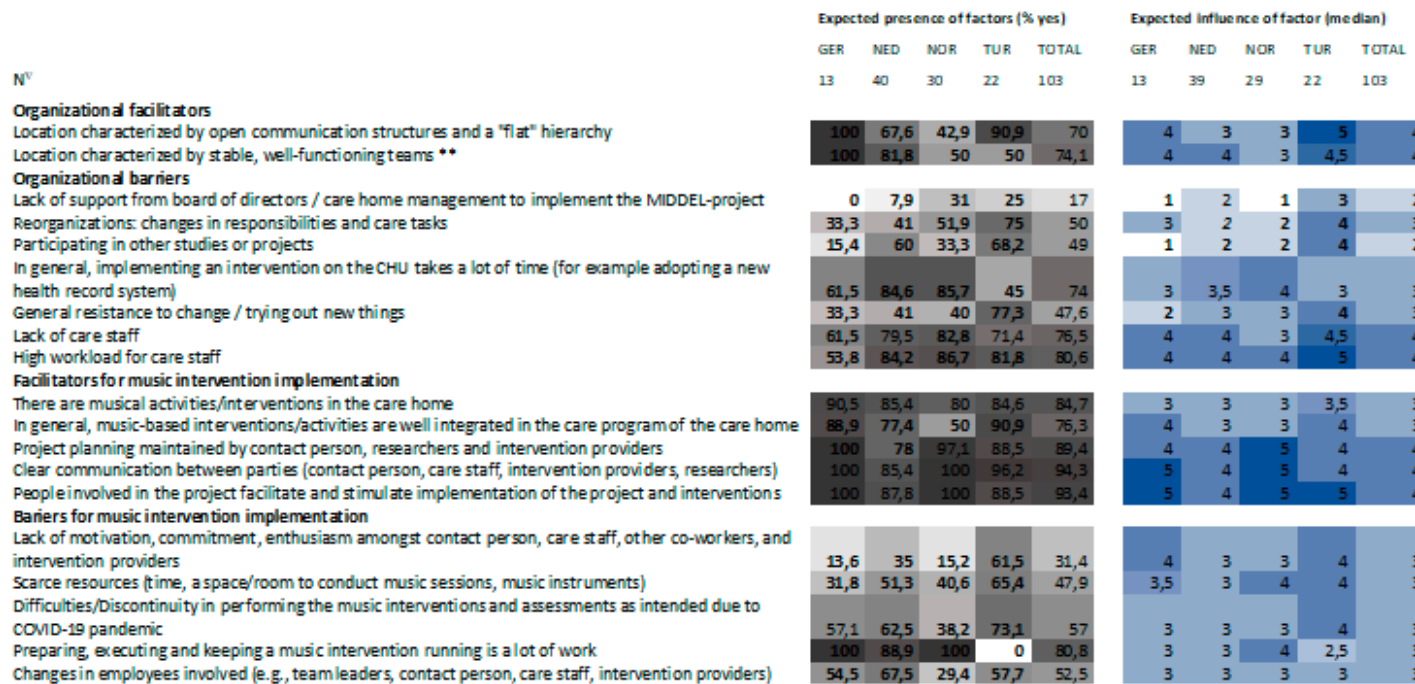 Expected presence of factors (% yes) Expected influence of factor (median)
GER NED NOR TUR TOTAL GER NED NOR TUR TOTAL
N▽ 13 40 30 22 103 13 39 29 22 103
Organizational facilitators
Location characterized by open communication structures and a "flat" hierarchy 100 67,6 42,9 90,9 70 4 3 3 5
Location characterized by stable, well-functioning teams ** 100 81,8 50 50 74,1 4 4 3 4,5
Organizational barriers
Lack of support from board of directors / care home management to implement the MIDDEL-project 0 7,9 31 25 17 1 2 1 3
Reorganizations: changes in responsibilities and care tasks 33,3 41 51,9 75 50 3 2 2 4
Participating in other studies or projects 15,4 60 33,3 68,2 49 1 2 2 4
In general, implementing an intervention on the CHU takes a lot of time (for example adopting a new
health record system) 61,5 84,6 85,7 45 74 3 3,5 4 3
General resistance to change / trying out new things 33,3 41 40 77,3 47,6 2 3 3 4
Lack of care staff 61,5 79,5 82,8 71,4 76,5 4 4 3 4,5
High workload for care staff 53,8 84,2 86,7 81,8 80,6 4 4 4 5
Facilitators for music intervention implementation
There are musical activities/interventions in the care home 90,5 85,4 80 84,6 84,7 3 3 3 3,5
In general, music-based interventions/activities are well integrated in the care program of the care home 88,9 77,4 50 90,9 76,3 4 3 3 4
Project planning maintained by contact person, researchers and intervention providers 100 78 97,1 88,5 89,4 4 4 5 4
Clear communication between parties (contact person, care staff, intervention providers, researchers) 100 85,4 100 96,2 94,3 5 4 5 4
People involved in the project facilitate and stimulate implementation of the project and interventions 100 87,8 100 88,5 93,4 5 4 5 5
Bariers for music intervention implementation
Lack of motivation, commitment, enthusiasm amongst contact person, care staff, other co-workers, and
intervention providers 13,6 35 15,2 61,5 31,4 4 3 3 4
Scarce resources (time, a space/room to conduct music sessions, music instruments) 31,8 51,3 40,6 65,4 47,9 3,5 3 4 4
Difficulties/Discontinuity in performing the music interventions and assessments as intended due to
COVID-19 pandemic 57,1 62,5 38,2 73,1 57 3 3 3 4
Preparing, executing and keeping a music intervention running is a lot of work 100 88,9 100 0 80,8 3 3 4 2,5
Changes in employees involved (e.g., team leaders, contact person, care staff, intervention providers) 54,5 67,5 29,4 57,7 52,5 3 3 3 3